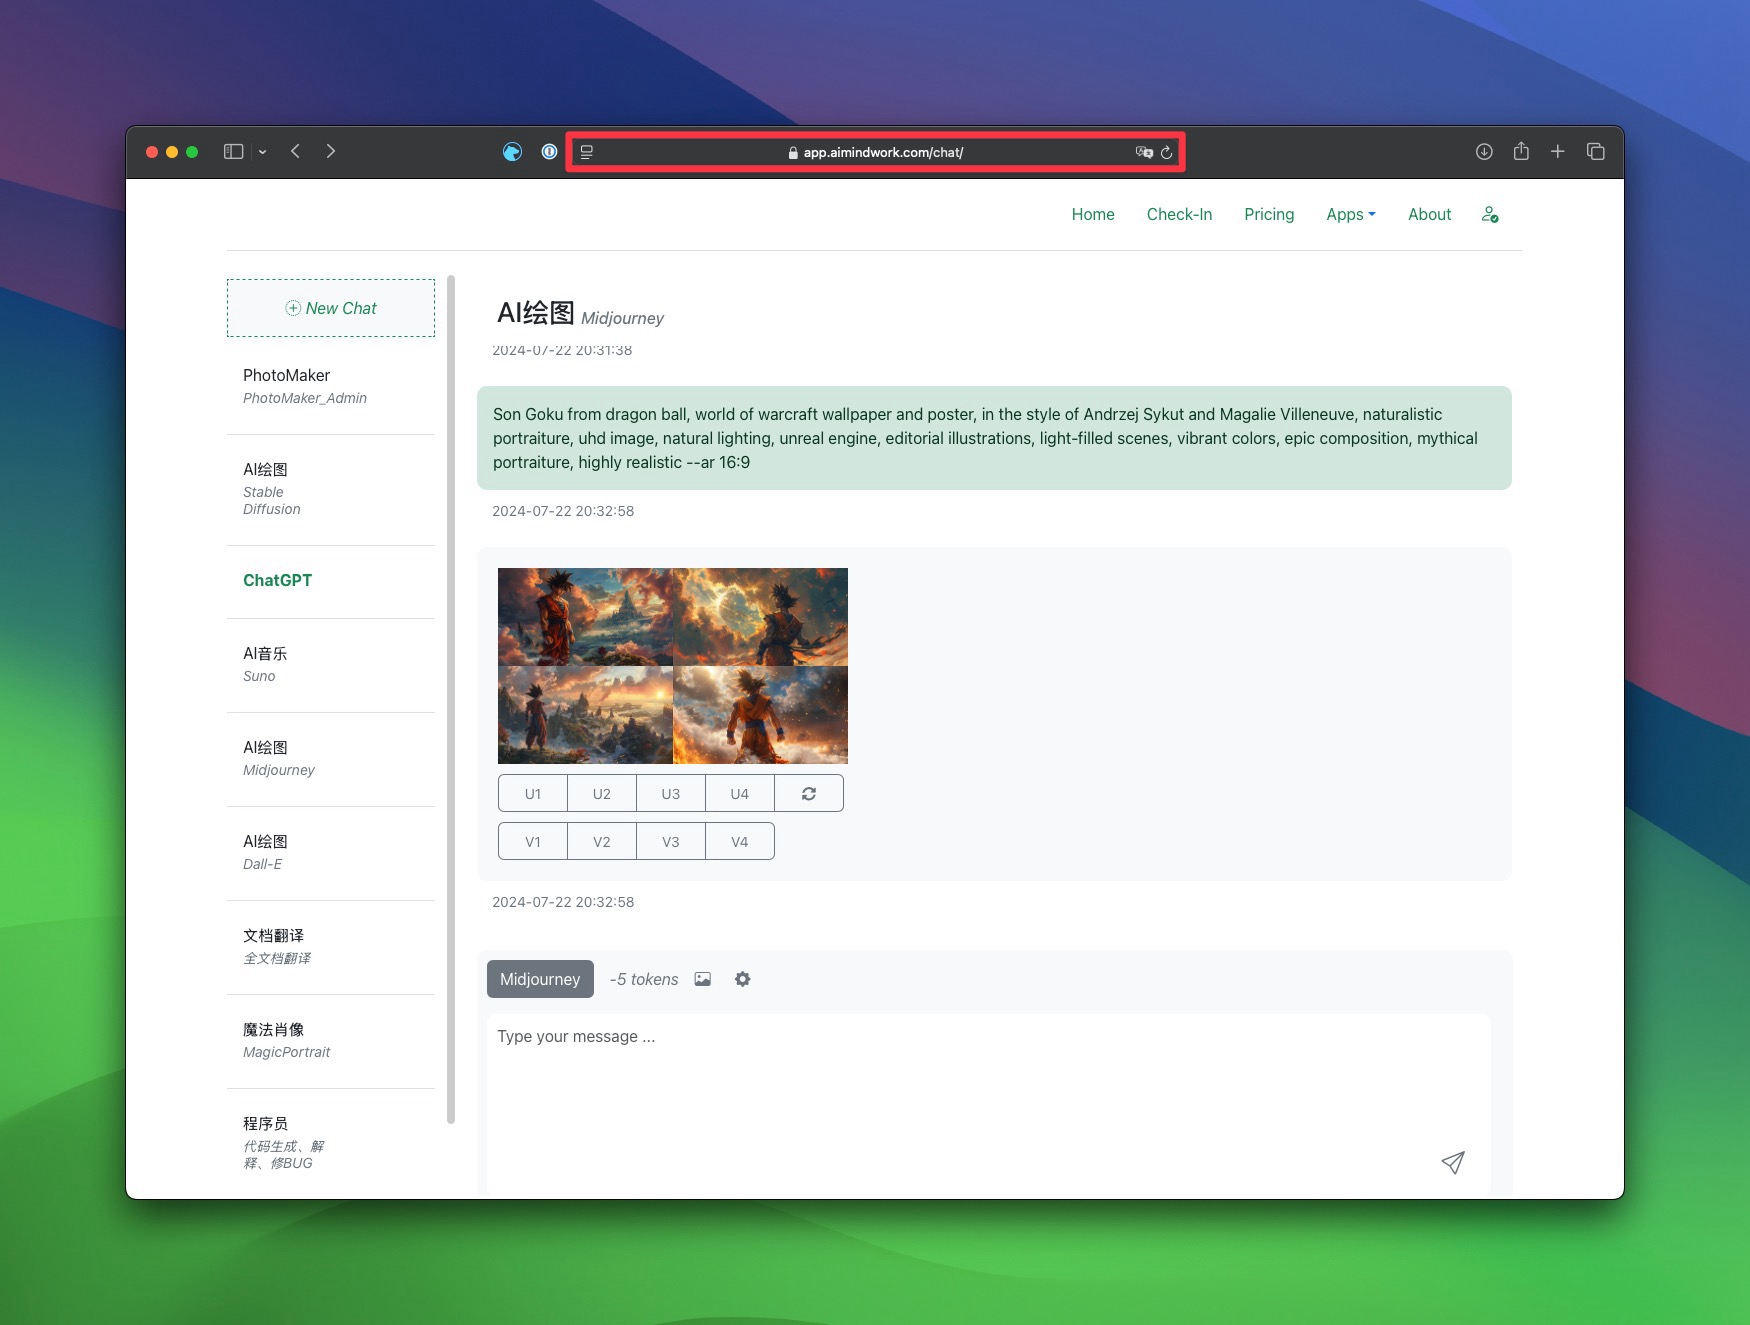 app.aimindwork.com/chat/
Home
Check-In
Pricing
Apps
About
New Chat
PhotoMaker
PhotoMaker_Admin
AI绘图
Stable
Diffusion
ChatGPT
AI音乐
Suno
AI绘图
Midjourney
AI绘图
Dall-E
文档翻译
全文档翻译
魔法肖像
MagicPortrait
程序员
代码生成、解
释、修BUG
AI绘图 Midjourney
2024-07-22 20:31:38
Son Goku from dragon ball, world of warcraft wallpaper and poster, in the style of Andrzej Sykut and Magalie Villeneuve, naturalistic
portraiture, uhd image, natural lighting, unreal engine, editorial illustrations, light-filled scenes, vibrant colors, epic composition, mythical
portraiture, highly realistic --ar 16:9
2024-07-22 20:32:58
U1
U2
U3
U4
V1
V2
V3
V4
2024-07-22 20:32:58
Midjourney
-5 tokens
Type your message ...